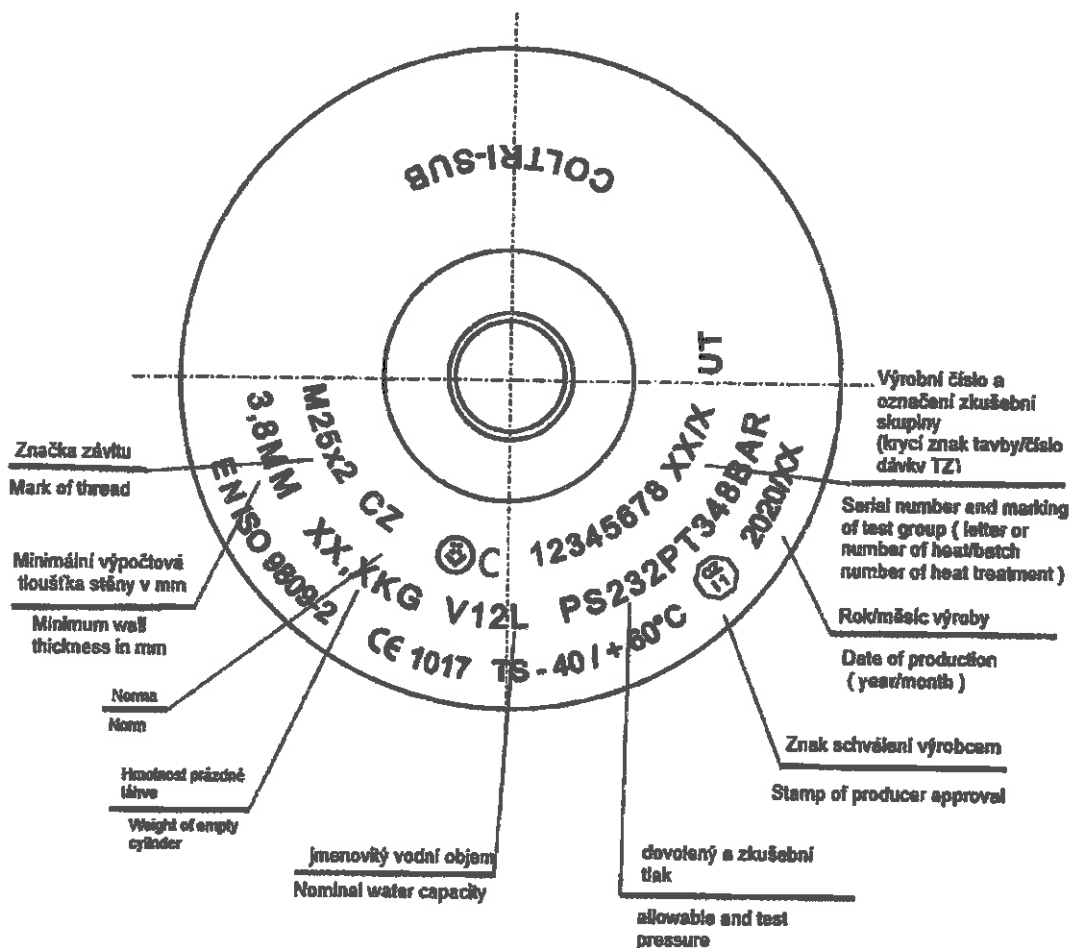 COLTRI-SUB
UT
M25x2 CZ
C 12345678 XX/X
3,8MM XX,XKG V12L PS232PT348BAR
EN ISO 9809-2 CE 1017 TS - 40 / + 60°C CZ 11 2020/XX
Značka závitu
Mark of thread
Minimální výpočtová
tloušťka stěny v mm
Minimum wall
thickness in mm
Norma
Norm
Hmotnost prázdné
láhve
Weight of empty
cylinder
jmenovitý vodní objem
Nominal water capacity
dovolený a zkušební
tlak
allowable and test
pressure
Znak schválení výrobcem
Stamp of producer approval
Rok/měsíc výroby
Date of production
( year/month )
Výrobní číslo a
označení zkušební
skupiny
(krycí znak tavby/číslo
dávky TZ)
Serial number and marking
of test group ( letter or
number of heat/batch
number of heat treatment )